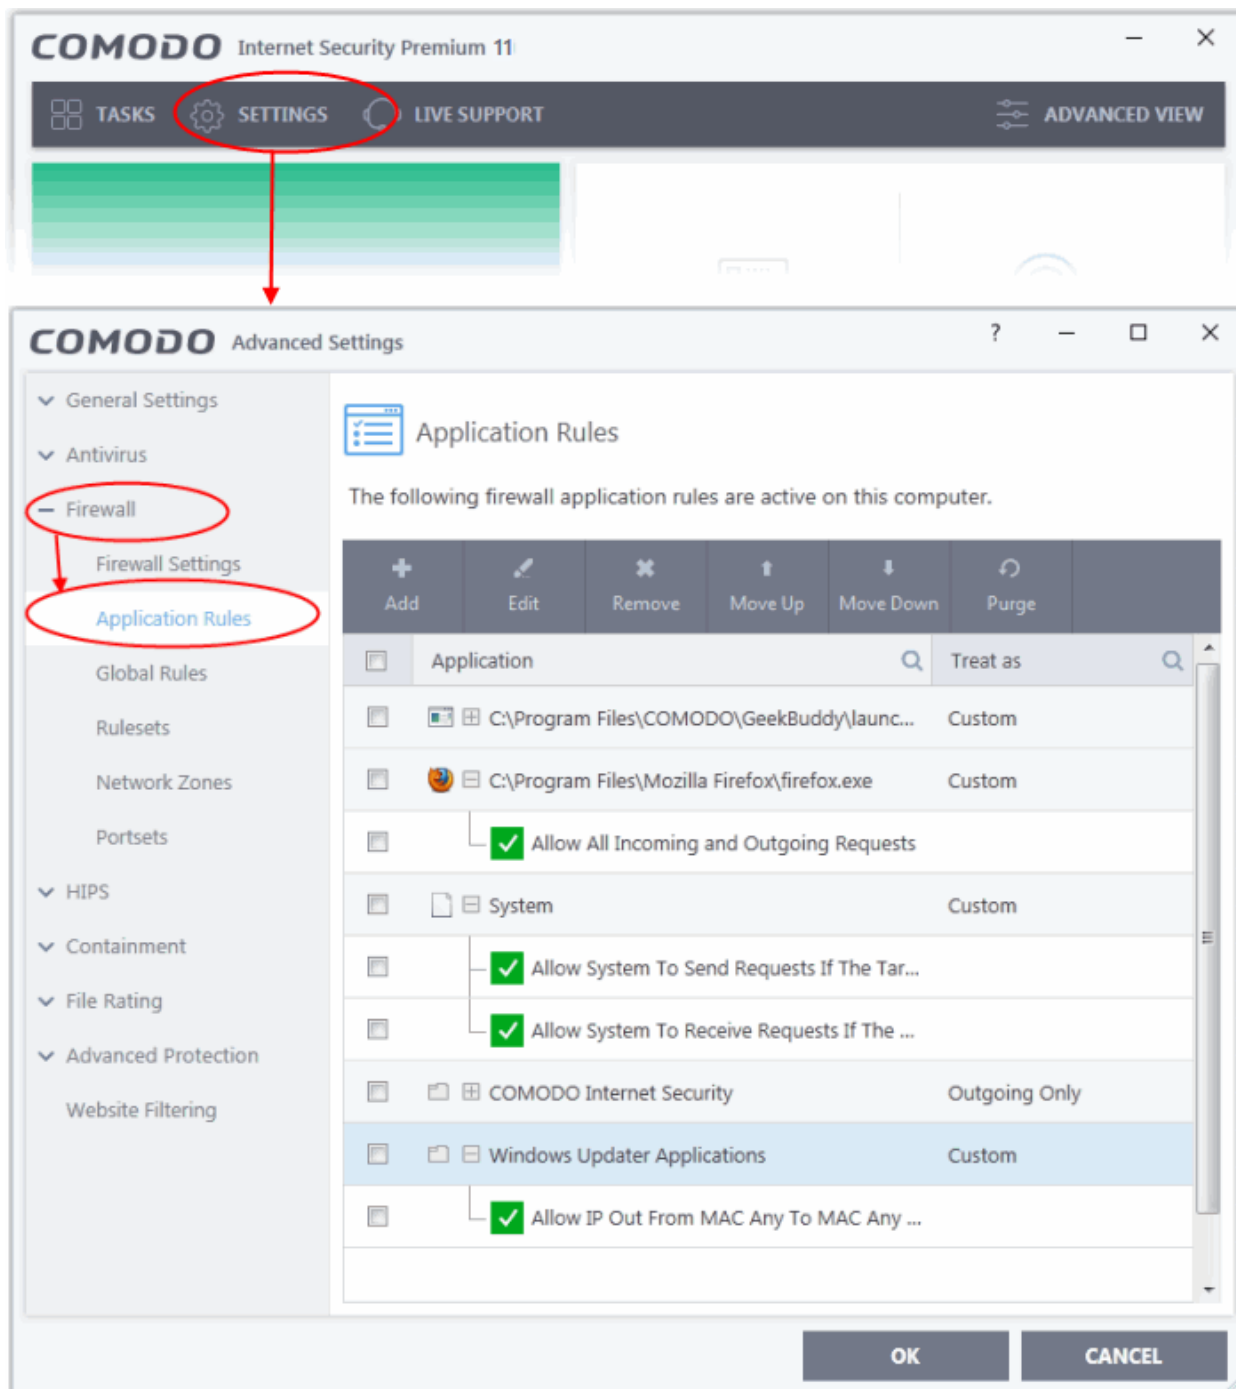 COMODO Internet Security Premium 11
TASKS SETTINGS LIVE SUPPORT ADVANCED VIEW
COMODO Advanced Settings ?
General Settings
Antivirus
Firewall
Firewall Settings
Application Rules
Global Rules
Rulesets
Network Zones
Portsets
HIPS
Containment
File Rating
Advanced Protection
Website Filtering
Application Rules
The following firewall application rules are active on this computer.
Add Edit Remove Move Up Move Down Purge
Application Treat as
C:\Program Files\COMODO\GeekBuddy\launc... Custom
C:\Program Files\Mozilla Firefox\firefox.exe Custom
Allow All Incoming and Outgoing Requests
System Custom
Allow System To Send Requests If The Tar...
Allow System To Receive Requests If The ...
COMODO Internet Security Outgoing Only
Windows Updater Applications Custom
Allow IP Out From MAC Any To MAC Any ...
OK CANCEL